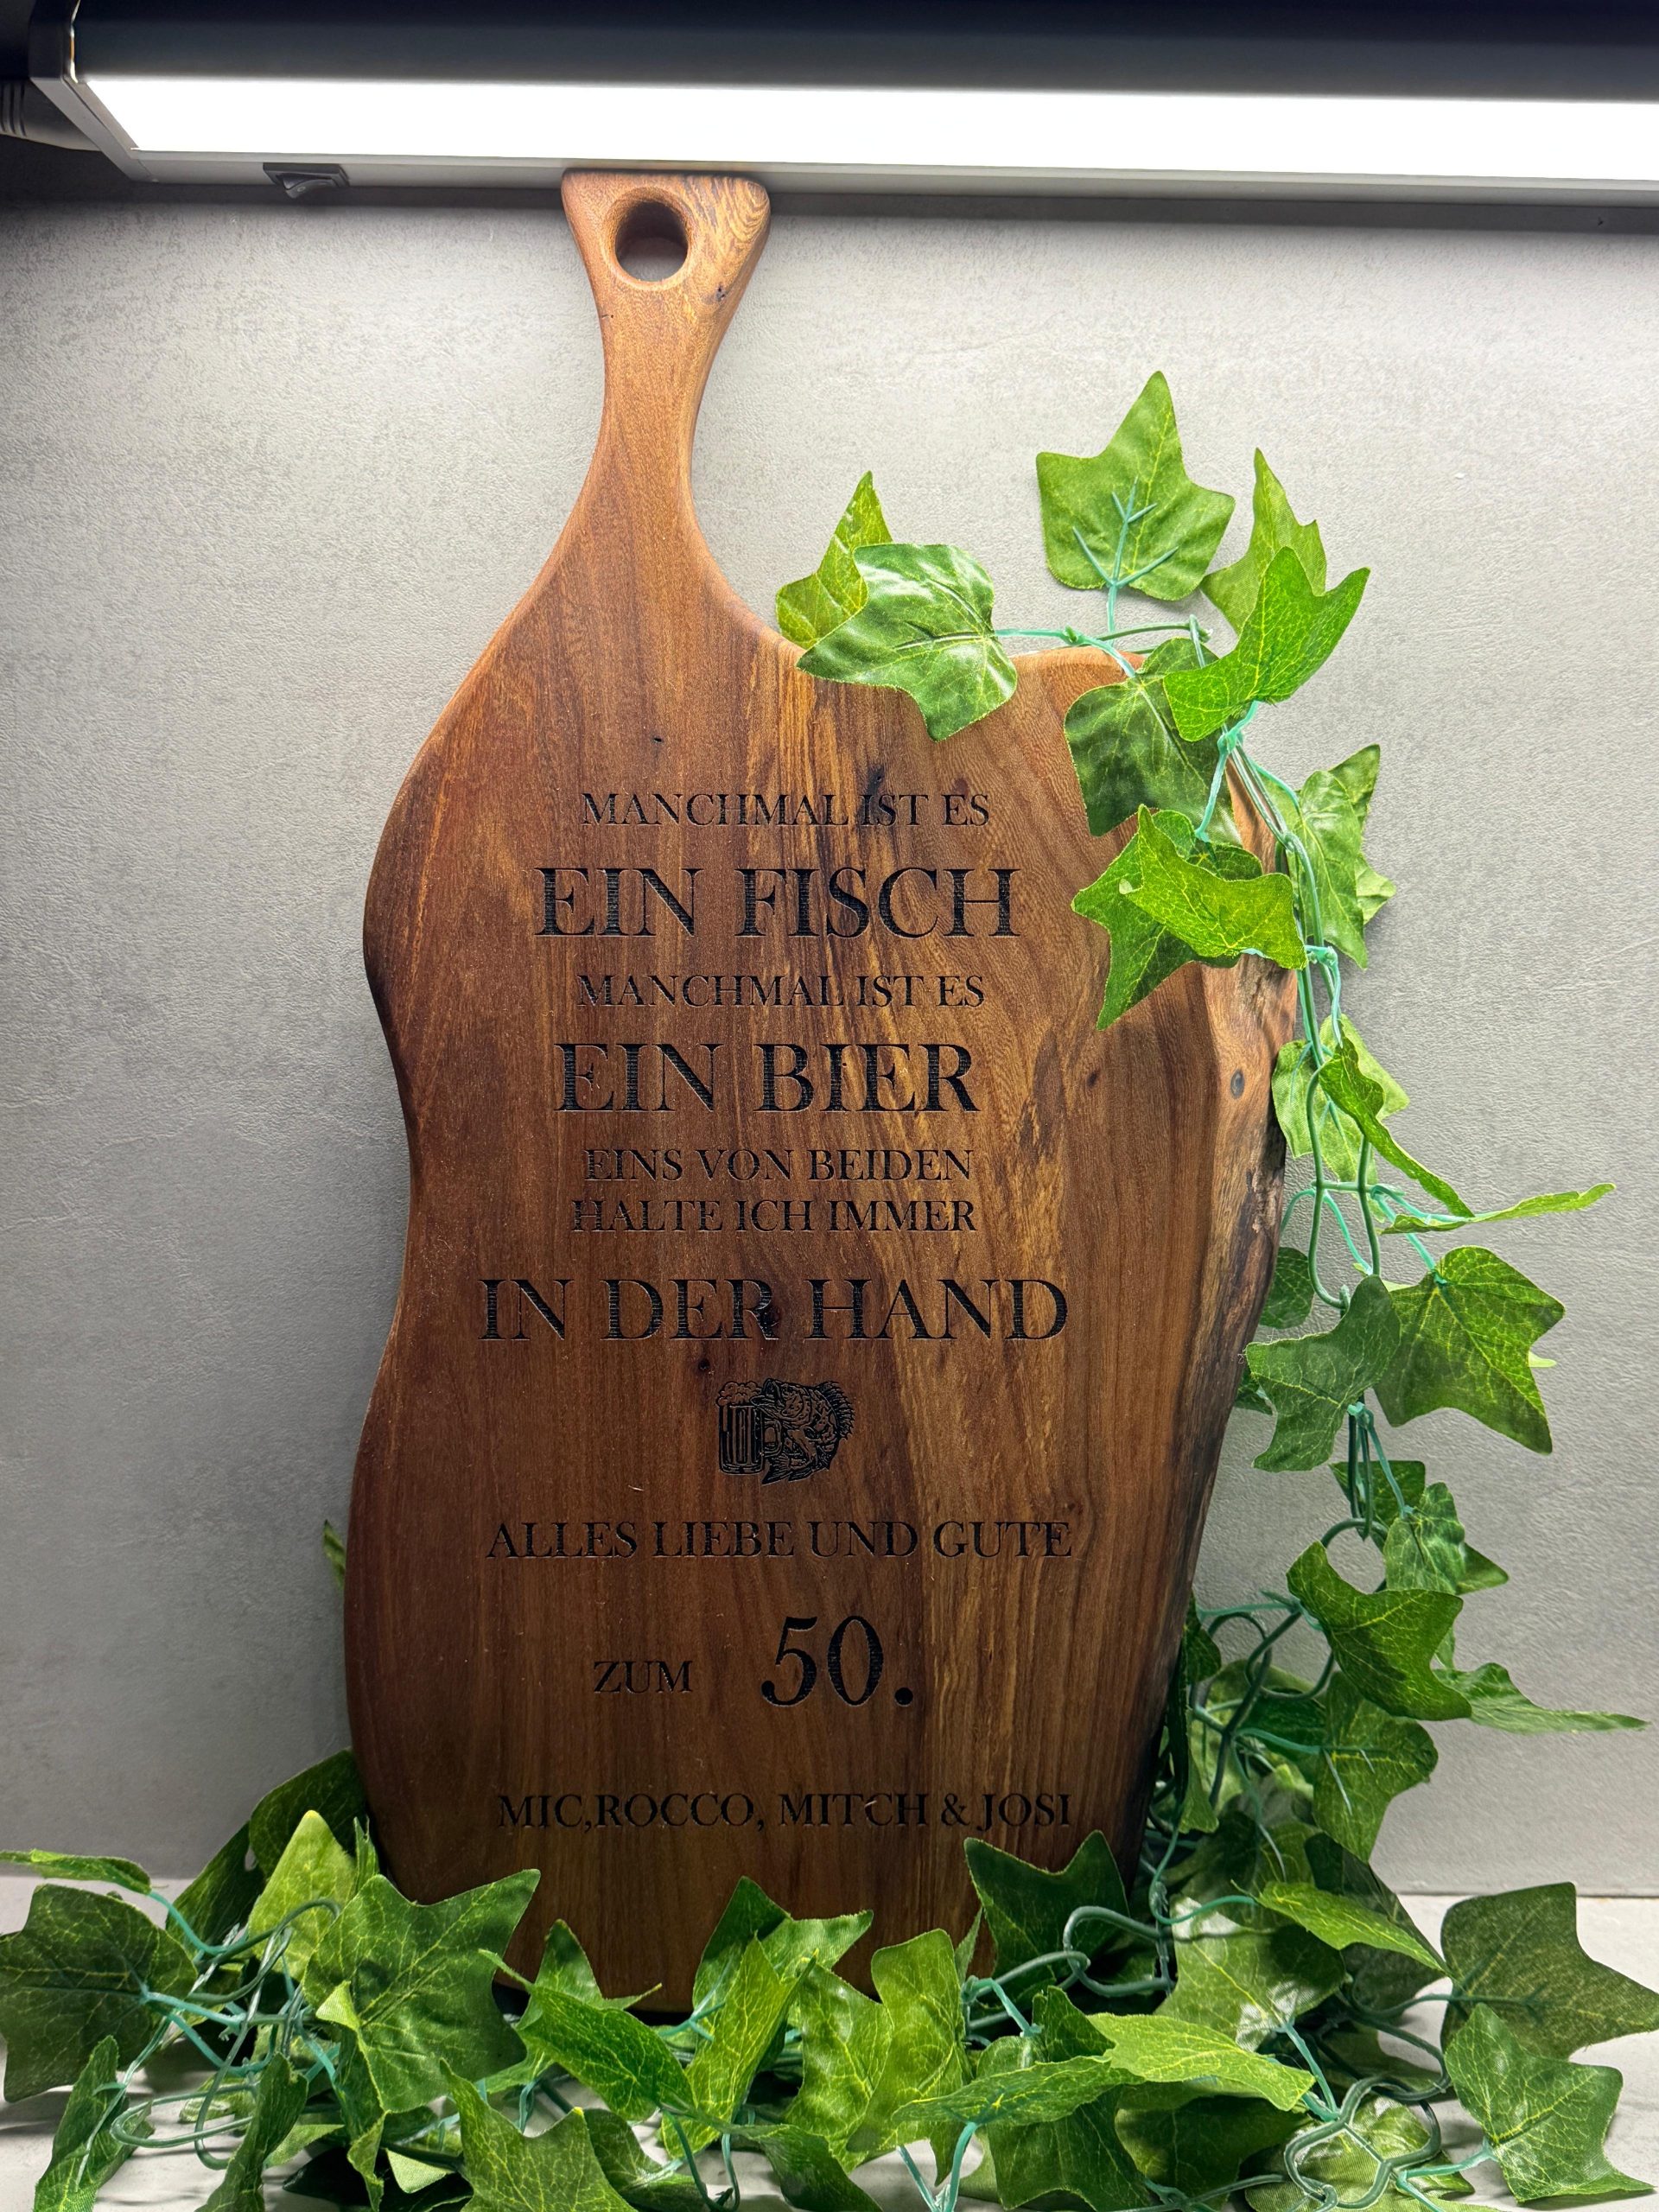 MANCHMAL IST ES
EIN FISCH
MANCHMAL IST ES
EIN BIER
EINS VON BEIDEN
HALTE ICH IMMER
IN DER HAND
ALLES LIEBE UND GUTE
ZUM 50.
MIC,ROCCO, MITCH & JOSI